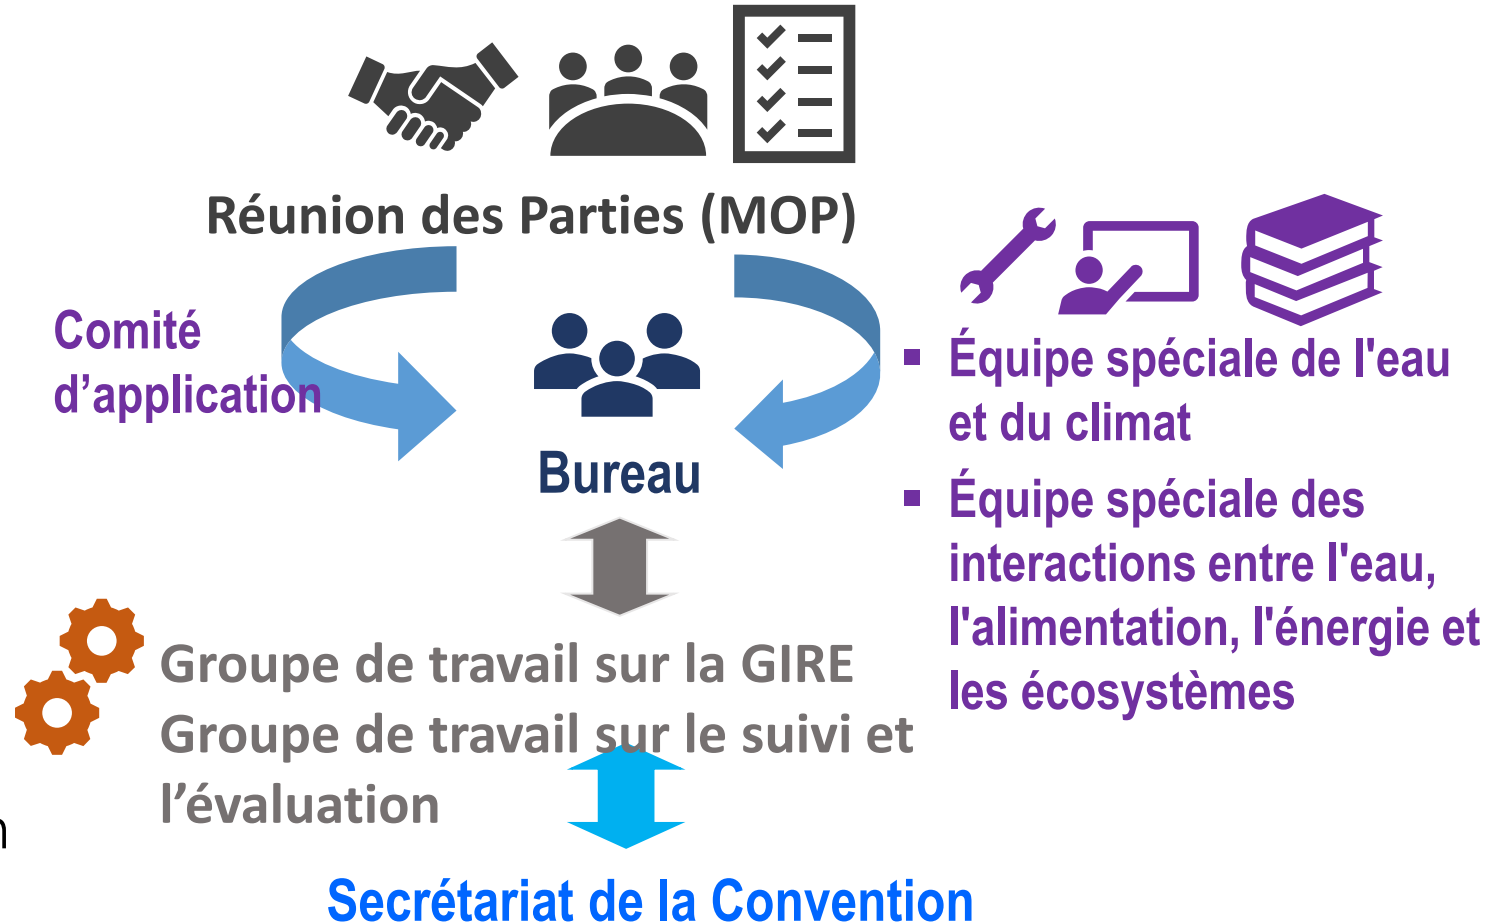 Réunion des Parties (MOP)
Comité
d’application
Bureau
▪ Équipe spéciale de l'eau
et du climat
▪ Équipe spéciale des
interactions entre l'eau,
l'alimentation, l'énergie et
les écosystèmes
Groupe de travail sur la GIRE
Groupe de travail sur le suivi et
l’évaluation
Secrétariat de la Convention